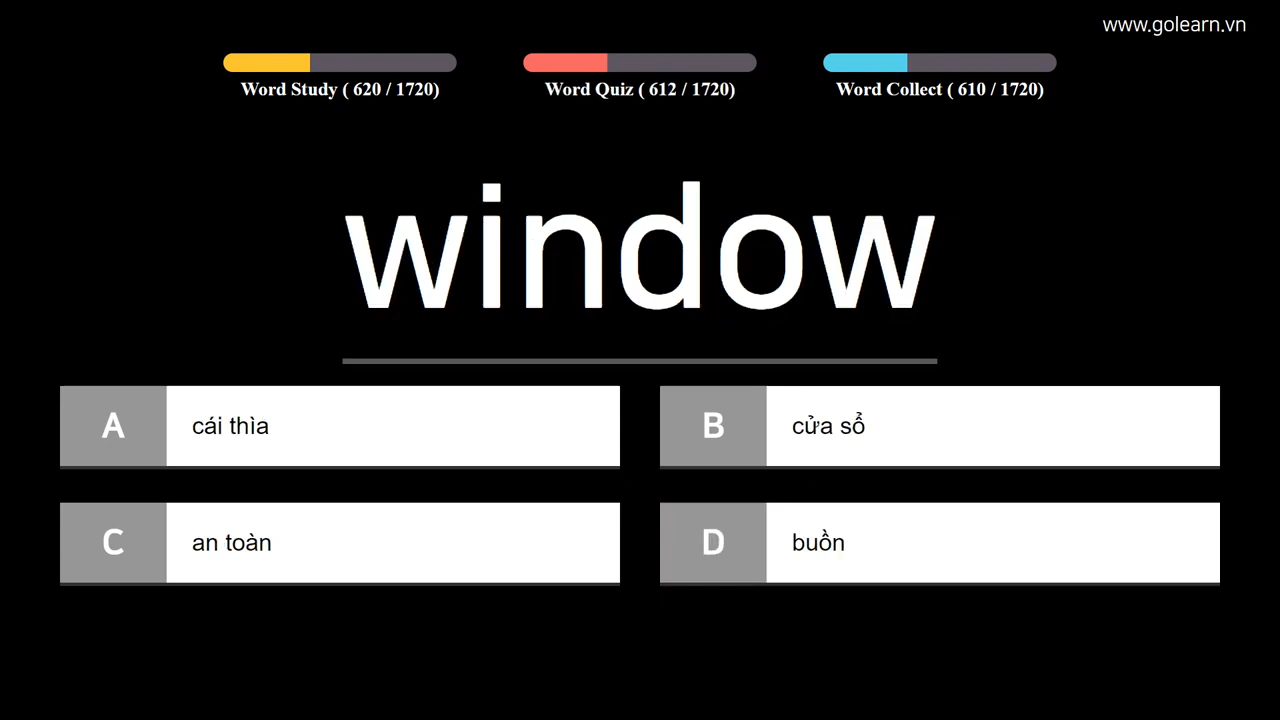 www.golearn.vn
Word Study ( 620 / 1720)
Word Quiz ( 612 / 1720)
Word Collect ( 610 / 1720)
window
A cái thìa
B cửa sổ
C an toàn
D buồn